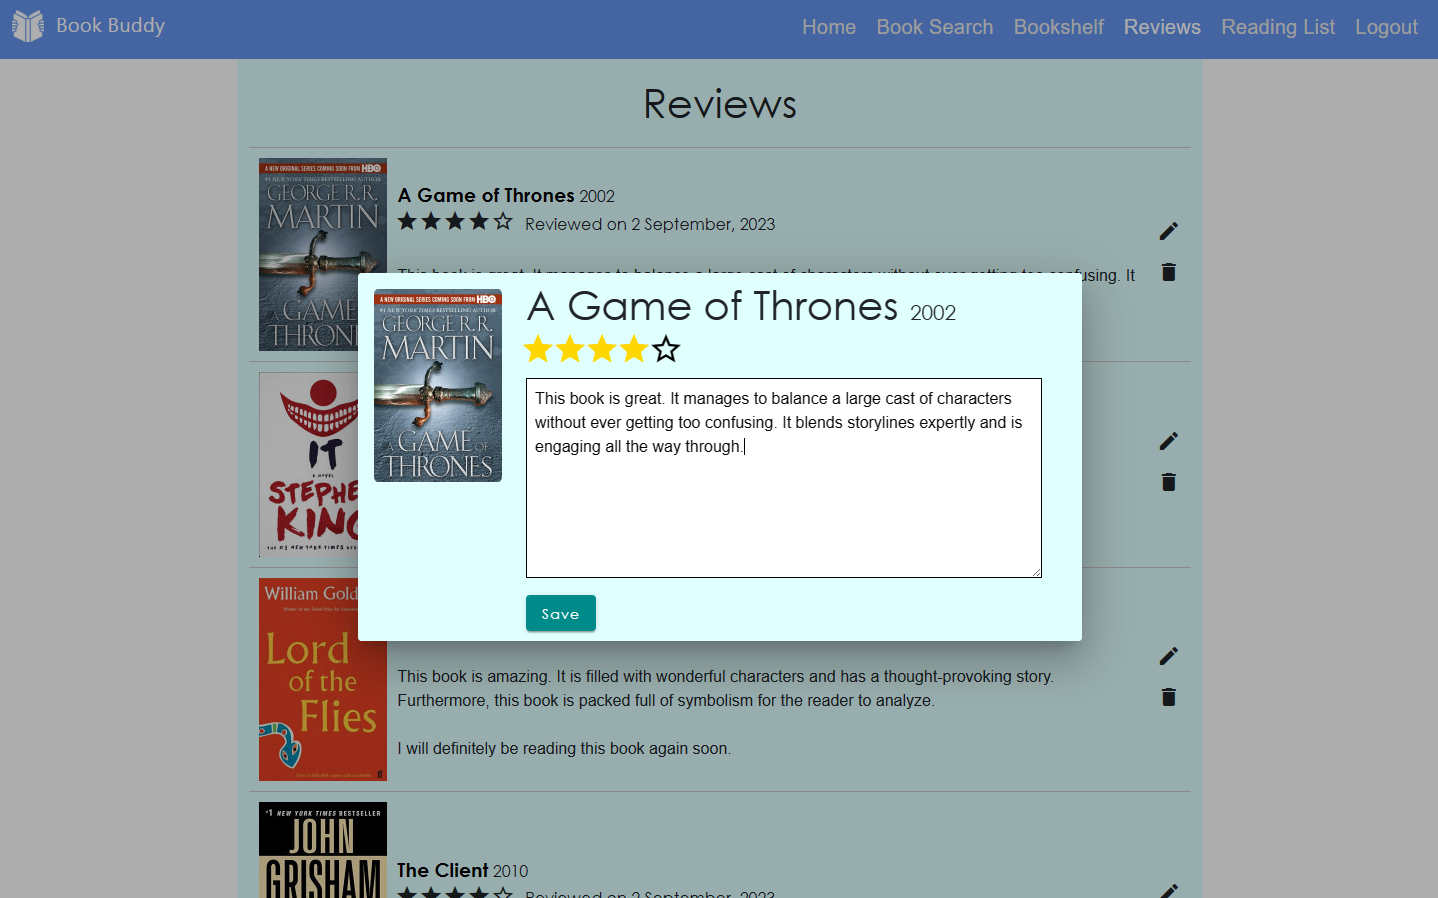 Book Buddy
Home Book Search Bookshelf Reviews Reading List Logout
Reviews
A NEW ORIGINAL SERIES COMING SOON FROM HBO
#1 NEW YORK TIMES BESTSELLING AUTHOR
GEORGE R.R.
MARTIN
A GAME
THRON
A Game of Thrones 2002
Reviewed on 2 September, 2023
This book is great. It manages to balance a large cast of characters without ever getting too confusing. It
A NEW ORIGINAL SERIES COMING SOON FROM HBO
#1 NEW YORK TIMES BESTSELLING AUTHOR
GEORGE R.R.
MARTIN
A GAME OF
THRONES
A Game of Thrones 2002
This book is great. It manages to balance a large cast of characters
without ever getting too confusing. It blends storylines expertly and is
engaging all the way through.
Save
IT
A NOVEL
STEPHE
KING
THE #1 NEW YORK TIMES
William Gold
Lord
of the
Flies
This book is amazing. It is filled with wonderful characters and has a thought-provoking story.
Furthermore, this book is packed full of symbolism for the reader to analyze.
I will definitely be reading this book again soon.
#1 NEW YORK TIMES BESTSELLER
JOHN
GRISHAM
The Client 2010
Reviewed on 2 September, 2023